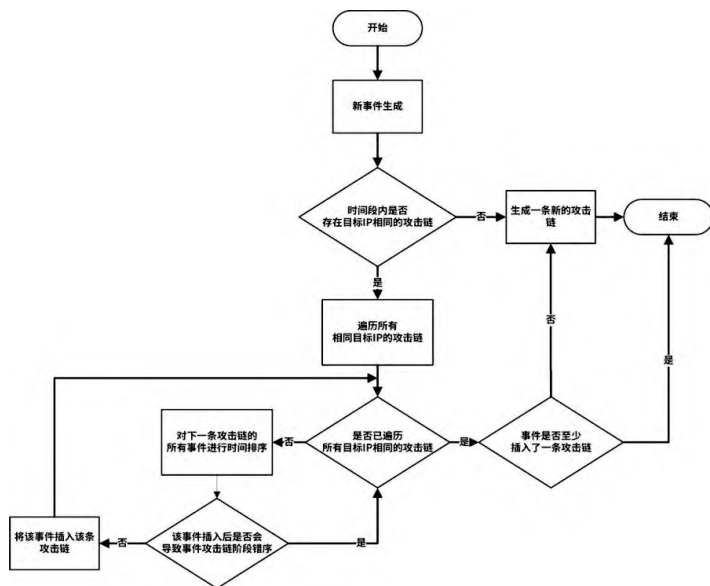 开始
新事件生成
时间段内是否
存在目标IP相同的攻击链
否
生成一条新的攻击
链
结束
是
遍历所有
相同目标IP的攻击链
否
是
对下一条攻击链的
所有事件进行时间排序
否
是否已遍历
所有目标IP相同的攻击链
是
事件是否至少
插入了一条攻击链
将该事件插入该条
攻击链
否
该事件插入后是否会
导致事件攻击链阶段错序
是